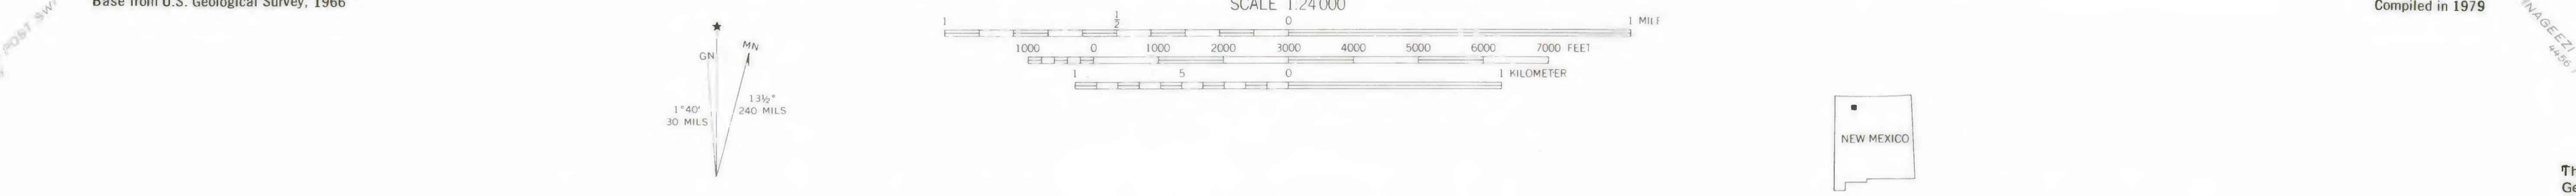 Base from U.S. Geological Survey, 1966
SCALE 1:24 000
Compiled in 1979
1 ½ 0 1 MILE
1000 0 1000 2000 3000 4000 5000 6000 7000 FEET
1 5 0 1 KILOMETER
GN
MN
1°40'
30 MILS
13½°
240 MILS
NEW MEXICO